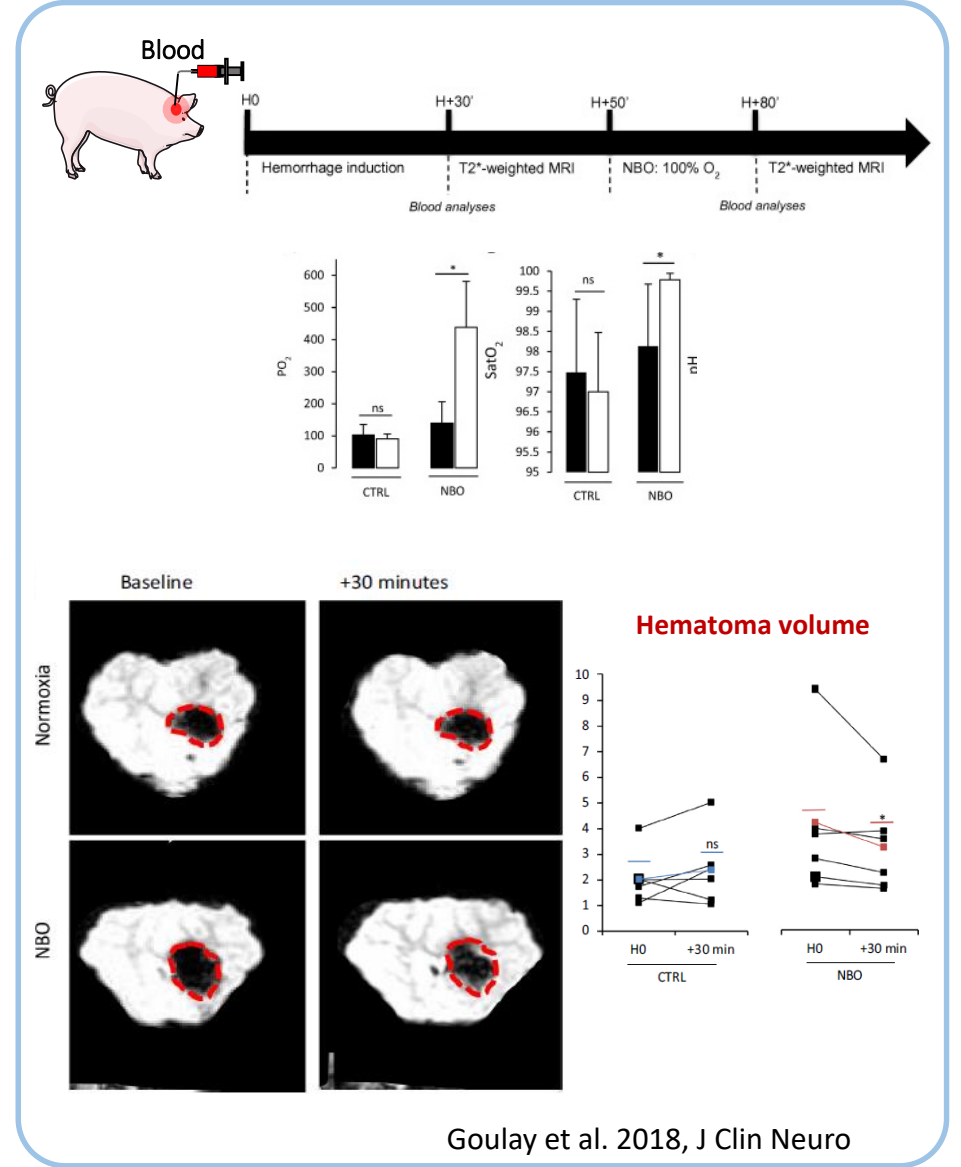 Blood
H0 H+30' H+50' H+80'
Hemorrhage induction T2*-weighted MRI NBO: 100% O2 T2*-weighted MRI
Blood analyses Blood analyses
PO2
600
500
400
300
200
100
0
ns
*
CTRL NBO
SatO2
100
99.5
99
98.5
98
97.5
97
96.5
96
95.5
95
ns
*
CTRL NBO
pH
Baseline +30 minutes
Normoxia
NBO
Hematoma volume
10
9
8
7
6
5
4
3
2
1
0
ns
*
H0 +30 min H0 +30 min
CTRL NBO
Goulay et al. 2018, J Clin Neuro